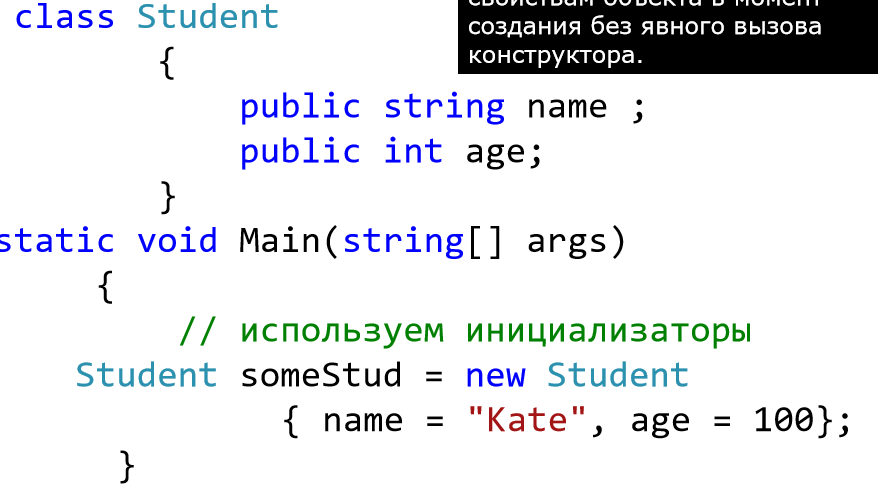 свойствам объекта в момент
создания без явного вызова
конструктора.
class Student
{
public string name ;
public int age;
}
static void Main(string[] args)
{
// используем инициализаторы
Student someStud = new Student
{ name = "Kate", age = 100};
}